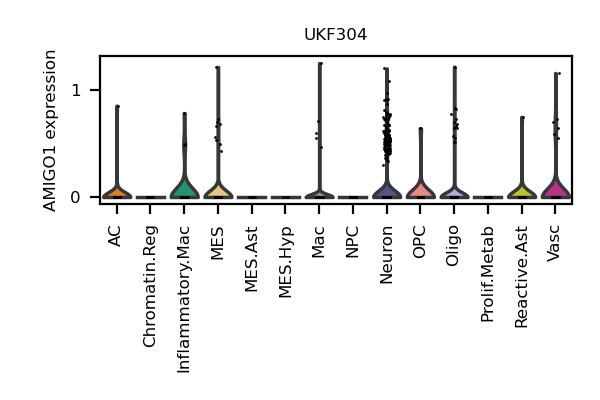 UKF304
AMIGO1 expression
1
0
AC
Chromatin.Reg
Inflammatory.Mac
MES
MES.Ast
MES.Hyp
Mac
NPC
Neuron
OPC
Oligo
Prolif.Metab
Reactive.Ast
Vasc